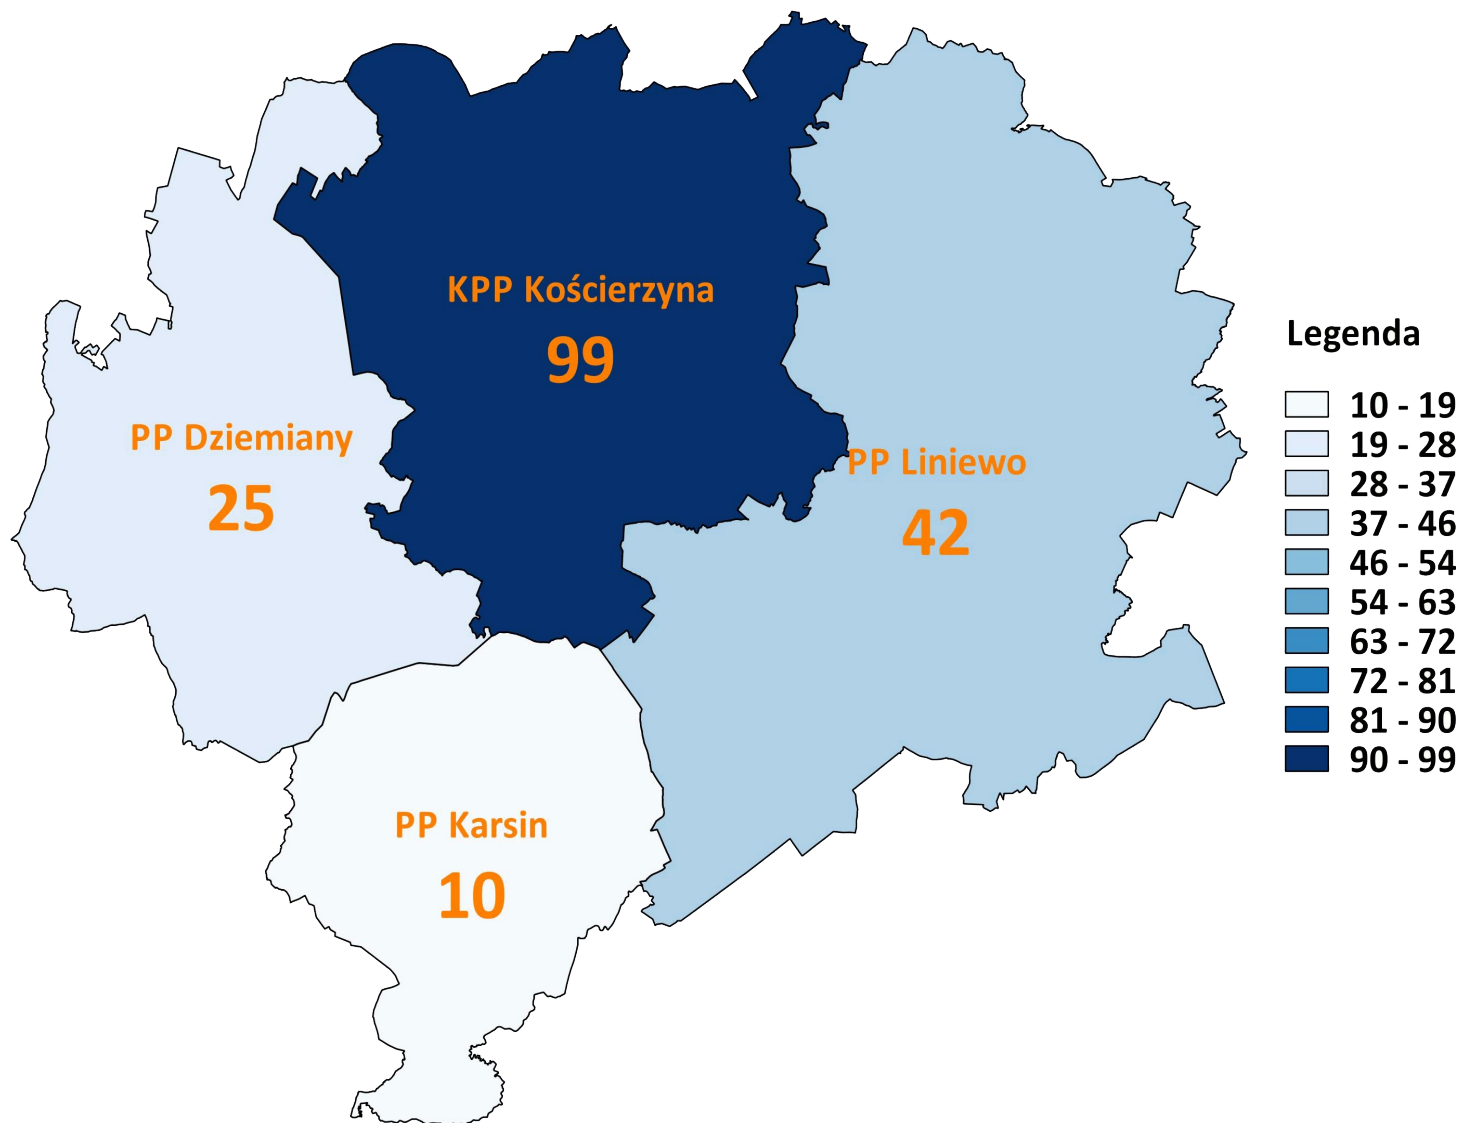 KPP Kościerzyna
99
PP Dziemiany
25
PP Liniewo
42
PP Karsin
10
Legenda
10 - 19
19 - 28
28 - 37
37 - 46
46 - 54
54 - 63
63 - 72
72 - 81
81 - 90
90 - 99